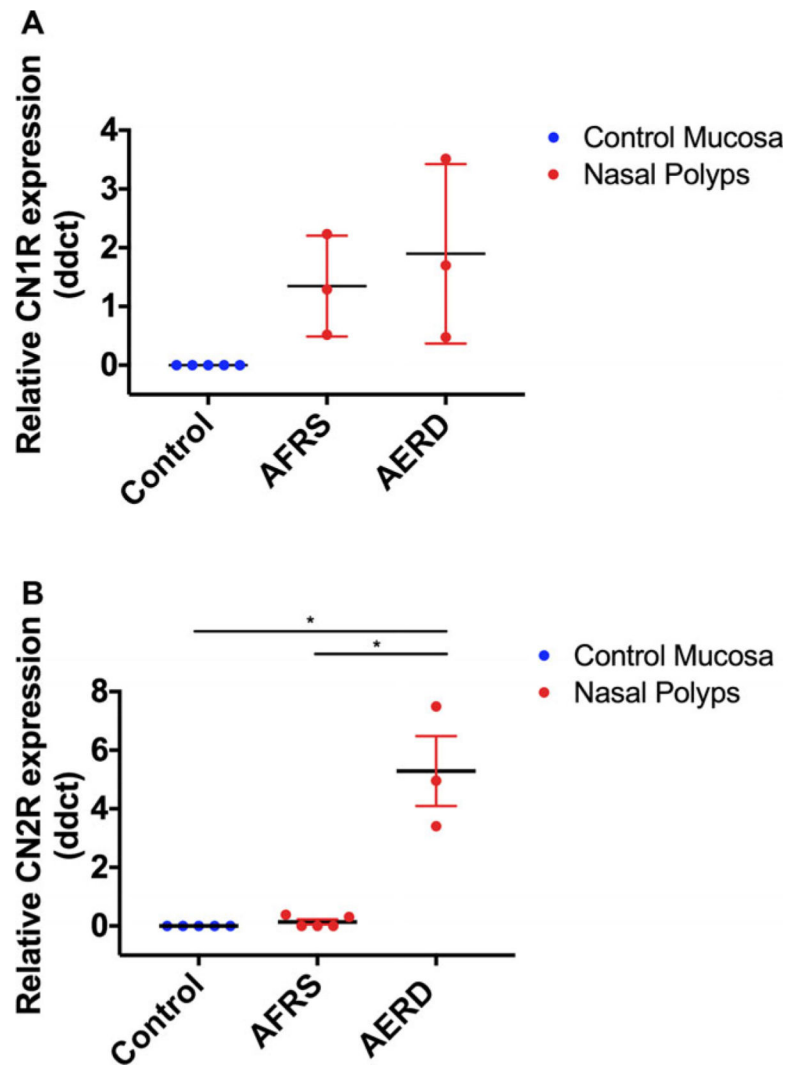 A
Relative CN1R expression
(ddct)
4
3
2
1
0
Control
AFRS
AERD
Control Mucosa
Nasal Polyps
B
Relative CN2R expression
(ddct)
*
*
8
6
4
2
0
Control
AFRS
AERD
Control Mucosa
Nasal Polyps